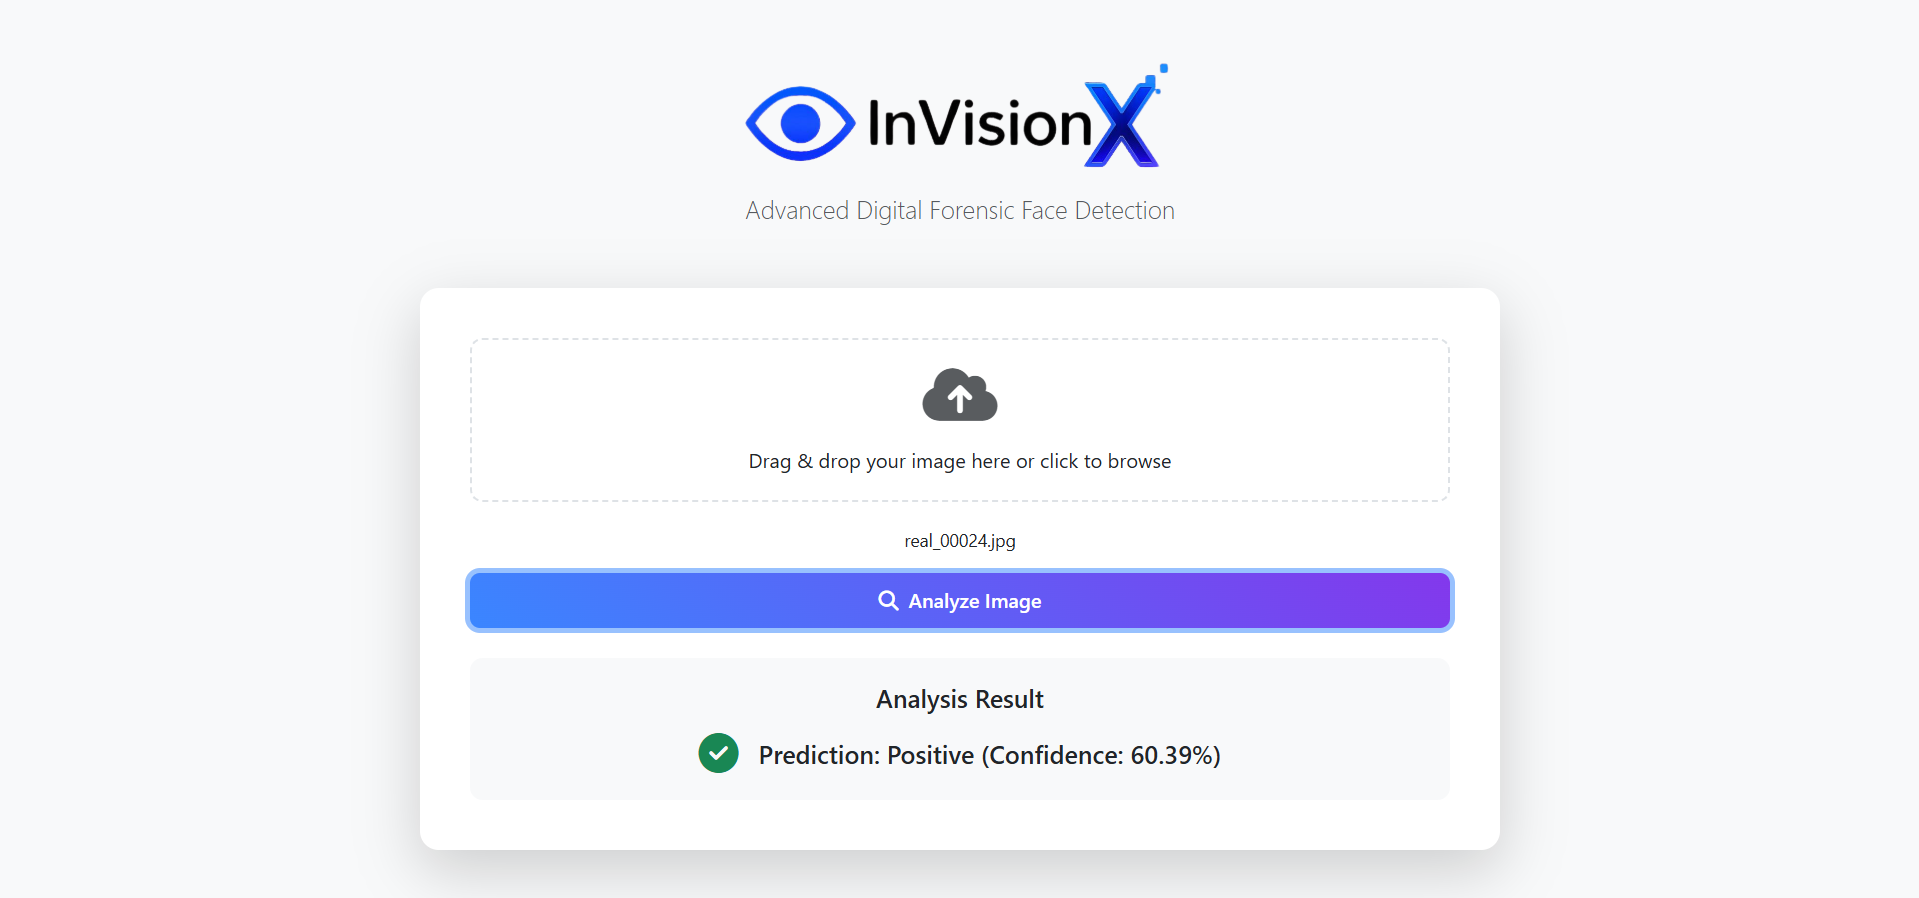 InVisionX
Advanced Digital Forensic Face Detection
Drag & drop your image here or click to browse
real_00024.jpg
Analyze Image
Analysis Result
Prediction: Positive (Confidence: 60.39%)